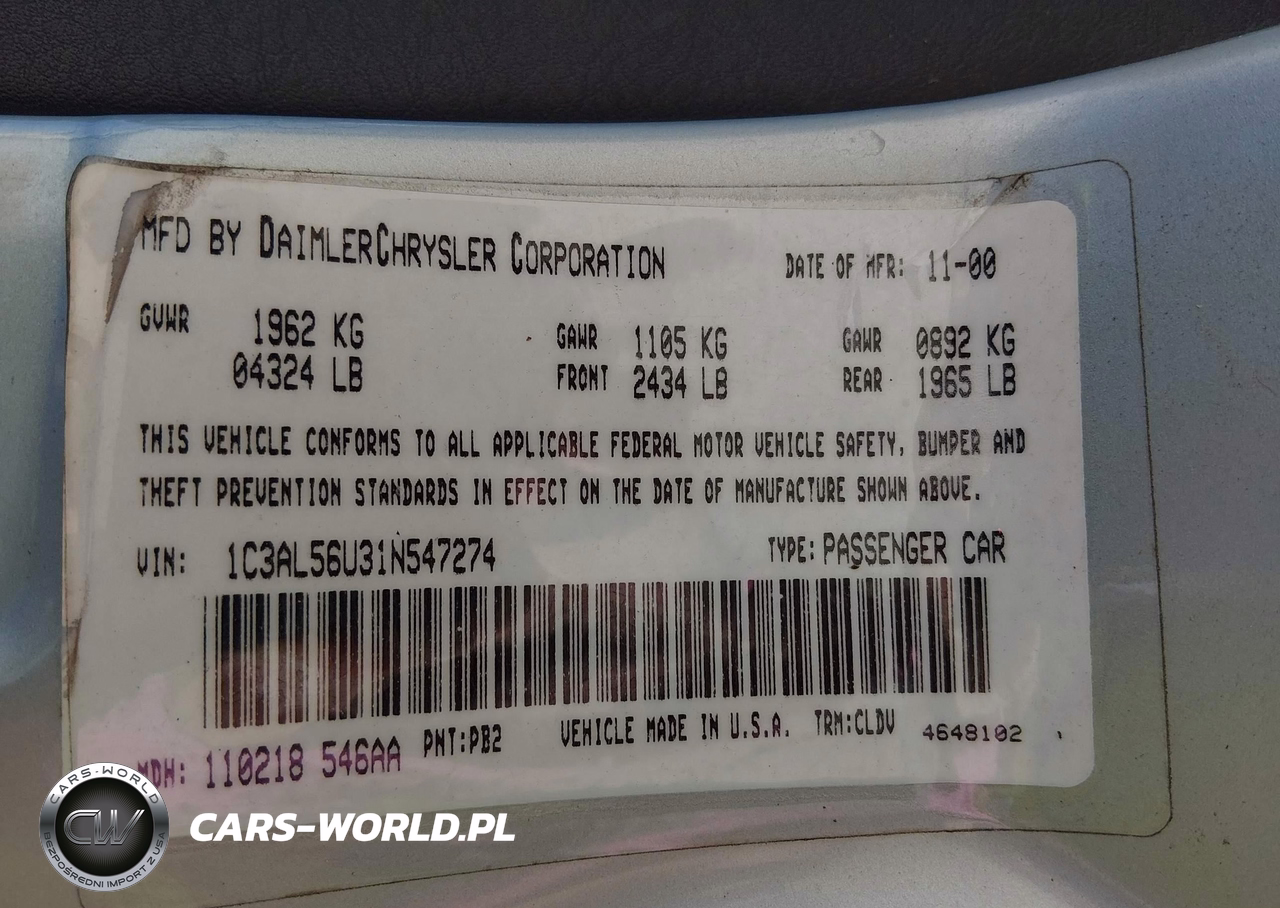 MFD BY DAIMLERCHRYSLER CORPORATION DATE OF MFR: 11-00
GVWR 1962 KG GAWR 1105 KG GAWR 0892 KG
04324 LB FRONT 2434 LB REAR 1965 LB
THIS VEHICLE CONFORMS TO ALL APPLICABLE FEDERAL MOTOR VEHICLE SAFETY, BUMPER AND
THEFT PREVENTION STANDARDS IN EFFECT ON THE DATE OF MANUFACTURE SHOWN ABOVE.
VIN: 1C3AL56U31N547274 TYPE: PASSENGER CAR
MDH: 110218 546AA PNT:PB2 VEHICLE MADE IN U.S.A. TRM:CLDV 4648102
CARS-WORLD
CW
BEZPOŚREDNI IMPORT Z USA
CARS-WORLD.PL